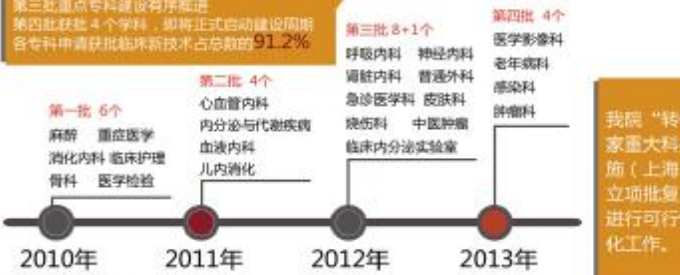 第三批重点专科建设有序推进
第四批获批4个学科，即将正式启动建设周期
各专科申请获批临床新技术占总数的91.2%
第一批 6个
麻醉 重症医学
消化内科 临床护理
骨科 医学检验
第二批 4个
心血管内科
内分泌与代谢疾病
血液内科
儿内消化
第三批 8+1个
呼吸内科 神经内科
肾脏内科 普通外科
急诊医学科 皮肤科
烧伤科 中医肿瘤
临床内分泌实验室
第四批 4个
医学影像科
老年病科
感染科
肿瘤科
2010年
2011年
2012年
2013年
我院“转
家重大科
施（上海
立项批复
进行可行
化工作。